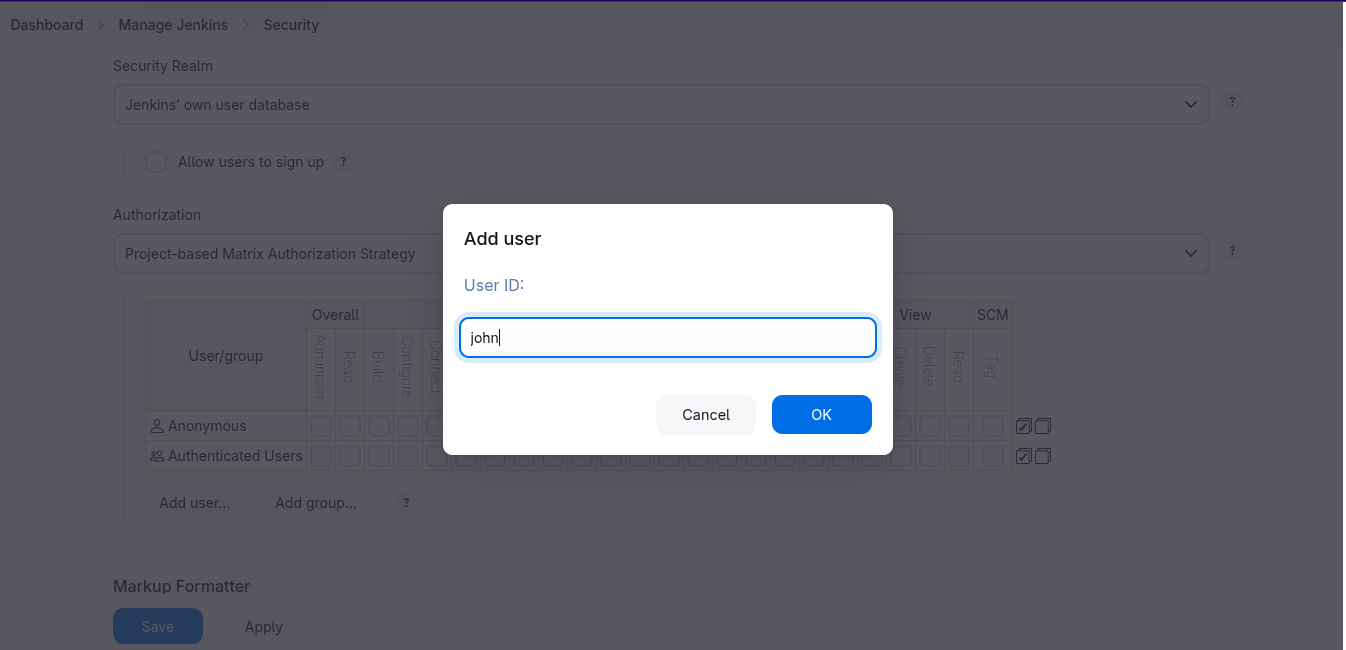 Dashboard > Manage Jenkins > Security
Security Realm
Jenkins' own user database
?
Allow users to sign up ?
Authorization
Project-based Matrix Authorization Strategy
?
Add user
User ID:
john
Cancel OK
User/group Overall View SCM
Administer Read Build Configure Connect Create Delete Read Tag
Anonymous
Authenticated Users
Add user... Add group... ?
Markup Formatter
Save Apply